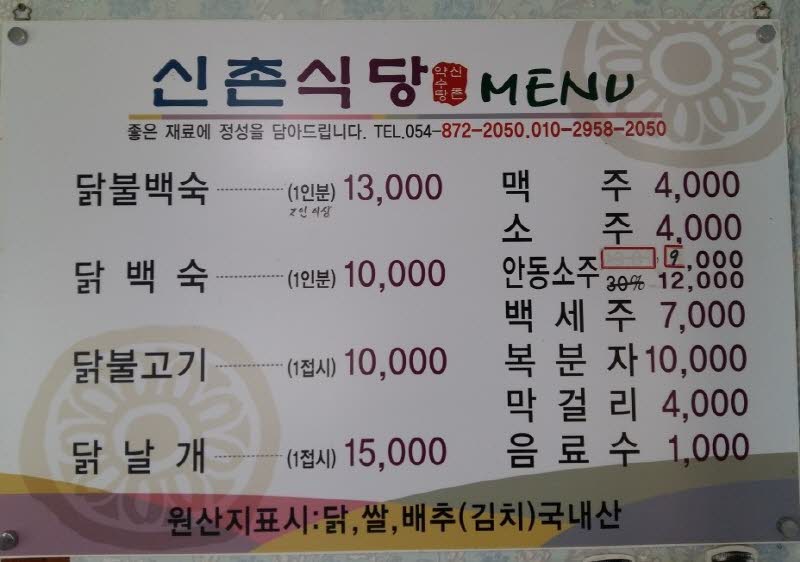 신촌식당 신촌 약수탕 MENU
좋은 재료에 정성을 담아드립니다. TEL.054-872-2050.010-2958-2050
닭불백숙 (1인분) 13,000
2인 이상
닭백숙 (1인분) 10,000
닭불고기 (1접시) 10,000
닭날개 (1접시) 15,000
맥주 4,000
소주 4,000
안동소주 9,000
30% 12,000
백세주 7,000
복분자 10,000
막걸리 4,000
음료수 1,000
원산지표시:닭,쌀,배추(김치)국내산